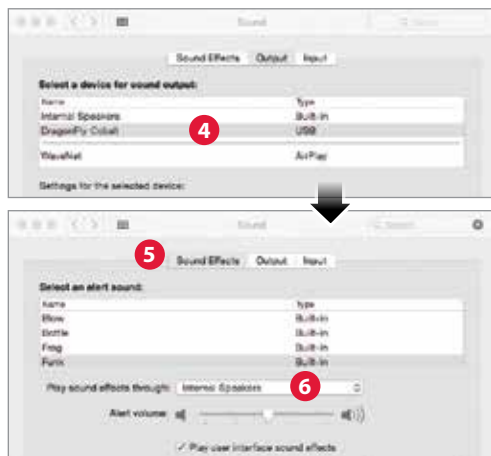 Sound
Search
Sound Effects Output Input
Select a device for sound output:
Name Type
Internal Speakers Built-in
DragonFly Cobalt 4 USB
WaveNet AirPlay
Settings for the selected device:
Sound
Search
5
Sound Effects Output Input
Select an alert sound:
Name Type
Blow Built-in
Bottle Built-in
Frog Built-in
Funk Built-in
Play sound effects through: Internal Speakers 6
Alert volume:
✓ Play user interface sound effects